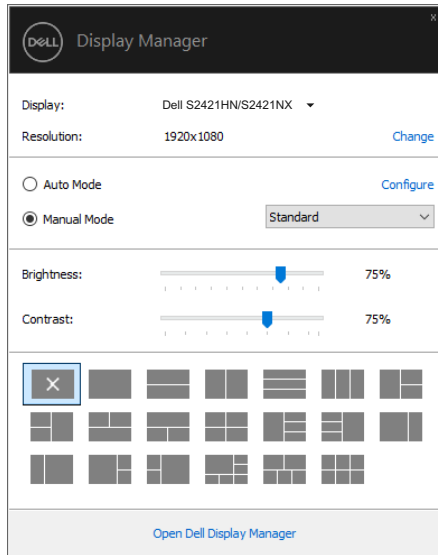 x
DELL Display Manager
Display: Dell S2421HN/S2421NX
Resolution: 1920x1080 Change
Auto Mode Configure
Manual Mode Standard
Brightness: 75%
Contrast: 75%
Open Dell Display Manager